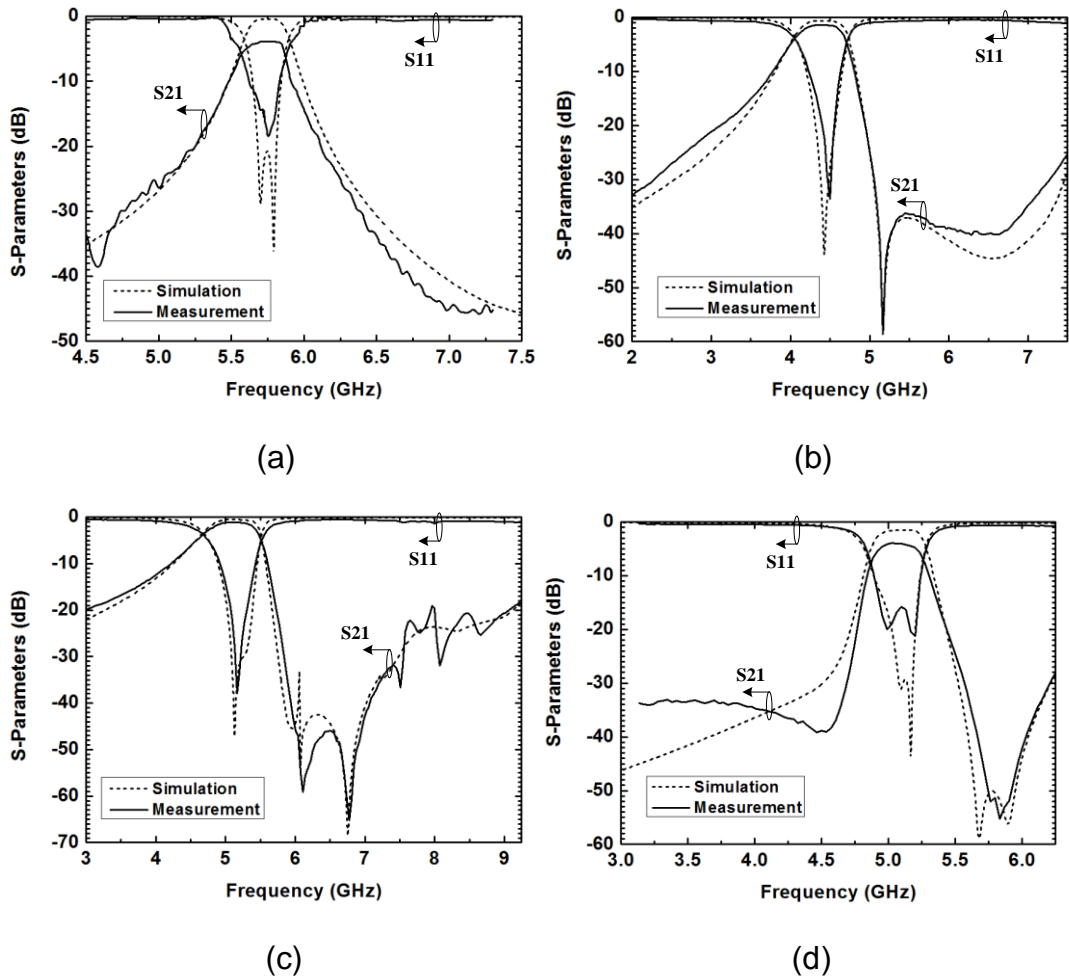 0
-10
-20
-30
-40
-50
S-Parameters (dB)
S11
S21
Simulation
Measurement
4.5 5.0 5.5 6.0 6.5 7.0 7.5
Frequency (GHz)
(a)
0
-10
-20
-30
-40
-50
-60
S-Parameters (dB)
S11
S21
Simulation
Measurement
2 3 4 5 6 7
Frequency (GHz)
(b)
0
-10
-20
-30
-40
-50
-60
-70
S-Parameters (dB)
S11
S21
Simulation
Measurement
3 4 5 6 7 8 9
Frequency (GHz)
(c)
0
-10
-20
-30
-40
-50
-60
S-Parameters (dB)
S11
S21
Simulation
Measurement
3.0 3.5 4.0 4.5 5.0 5.5 6.0
Frequency (GHz)
(d)